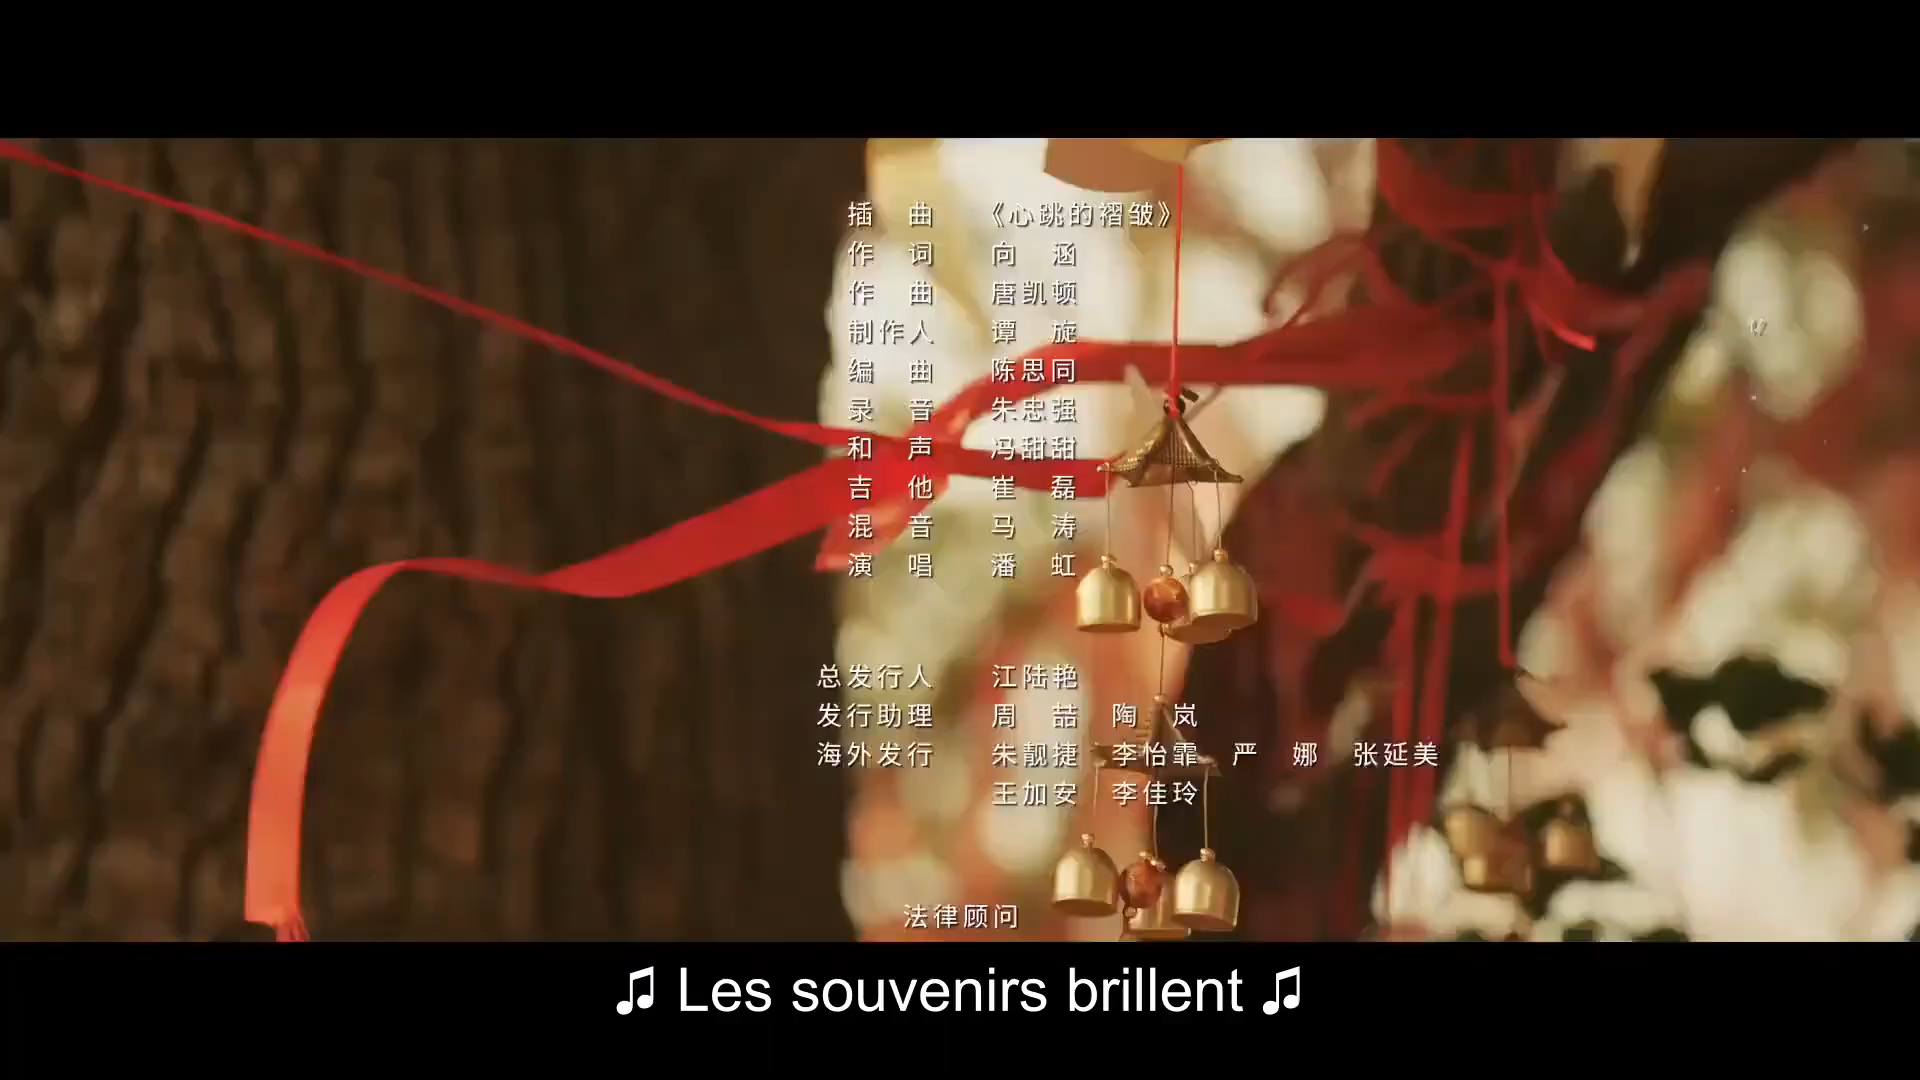 插 曲 《心跳的褶皱》
作 词 向 涵
作 曲 唐凯顿
制作人 谭 旋
编 曲 陈思同
录 音 朱忠强
和 声 冯甜甜
吉 他 崔 磊
混 音 马 涛
演 唱 潘 虹
总发行人 江陆艳
发行助理 周 喆 陶 岚
海外发行 朱靓捷 李怡霏 严 娜 张延美
王加安 李佳玲
法律顾问
♫ Les souvenirs brillent ♫